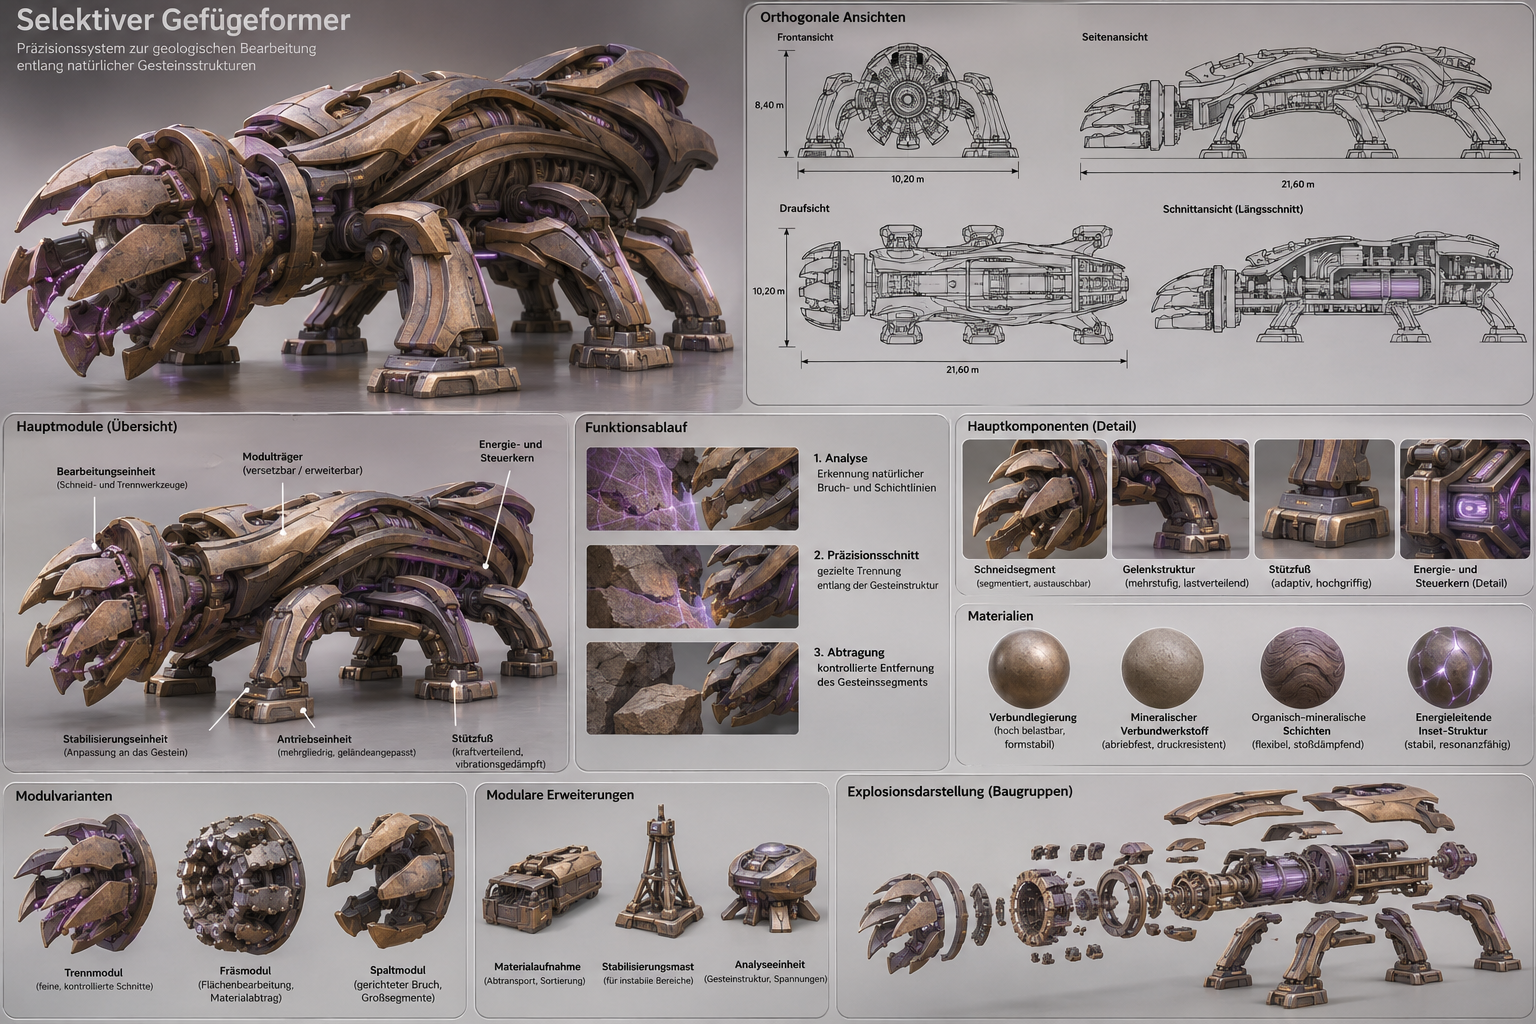 Selektiver Gefügeformer
Präzisionssystem zur geologischen Bearbeitung
entlang natürlicher Gesteinsstrukturen
Orthogonale Ansichten
Frontansicht
8,40 m
10,20 m
Seitenansicht
21,60 m
Draufsicht
10,20 m
21,60 m
Schnittansicht (Längsschnitt)
Hauptmodule (Übersicht)
Bearbeitungseinheit
(Schneid- und Trennwerkzeuge)
Modulträger
(versetzbar / erweiterbar)
Energie- und
Steuerkern
Stabilisierungseinheit
(Anpassung an das Gestein)
Antriebseinheit
(mehrgliedrig, geländeangepasst)
Stützfuß
(kraftverteilend,
vibrationsgedämpft)
Funktionsablauf
1. Analyse
Erkennung natürlicher
Bruch- und Schichtlinien
2. Präzisionsschnitt
gezielte Trennung
entlang der Gesteinstruktur
3. Abtragung
kontrollierte Entfernung
des Gesteinssegments
Hauptkomponenten (Detail)
Schneidsegment
(segmentiert, austauschbar)
Gelenkstruktur
(mehrstufig, lastverteilend)
Stützfuß
(adaptiv, hochgriffig)
Energie- und
Steuerkern (Detail)
Materialien
Verbundlegierung
(hoch belastbar,
formstabil)
Mineralischer
Verbundwerkstoff
(abriebfest, druckresistent)
Organisch-mineralische
Schichten
(flexibel, stoßdämpfend)
Energieleitende
Inset-Struktur
(stabil, resonanzfähig)
Modulvarianten
Trennmodul
(feine, kontrollierte Schnitte)
Fräsmodul
(Flächenbearbeitung,
Materialabtrag)
Spaltmodul
(gerichteter Bruch,
Großsegmente)
Modulare Erweiterungen
Materialaufnahme
(Abtransport, Sortierung)
Stabilisierungsmast
(für instabile Bereiche)
Analyseeinheit
(Gesteinstruktur, Spannungen)
Explosionsdarstellung (Baugruppen)